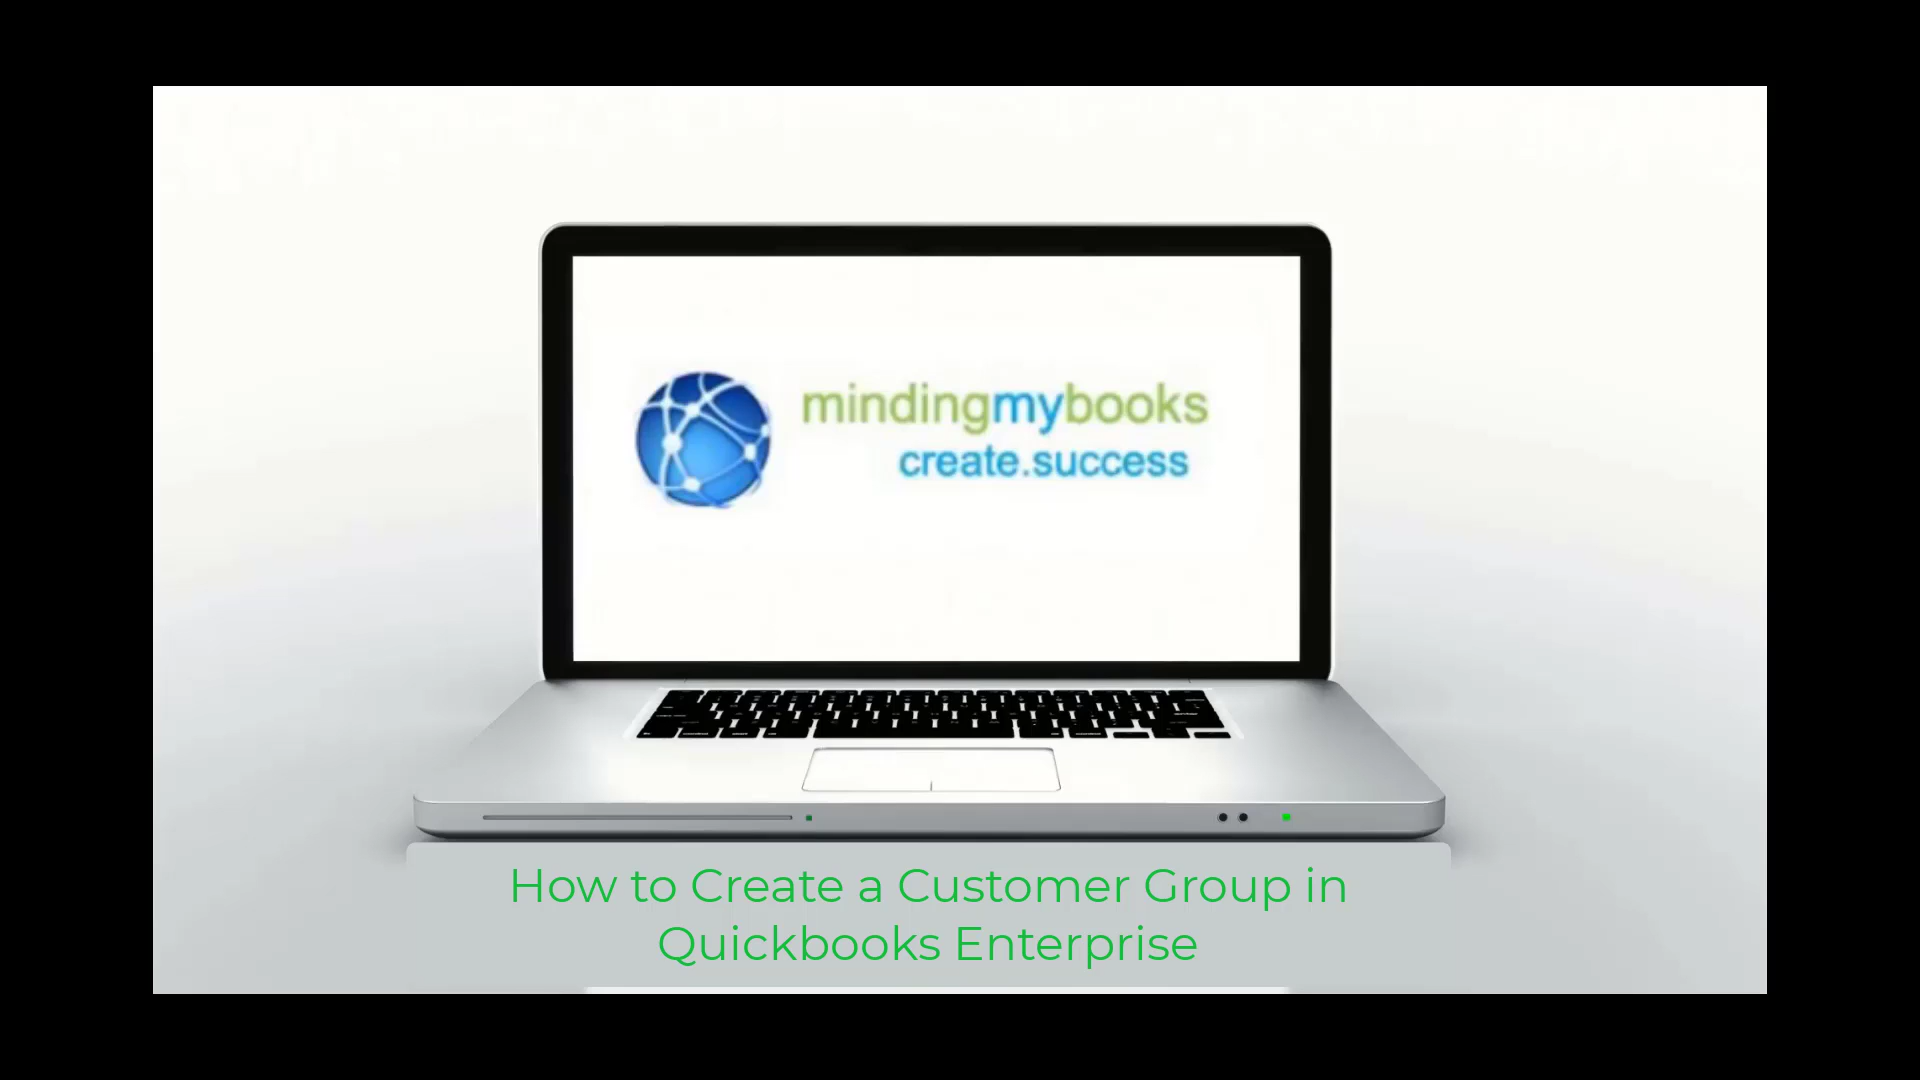 mindingmybooks
create.success
How to Create a Customer Group in
Quickbooks Enterprise